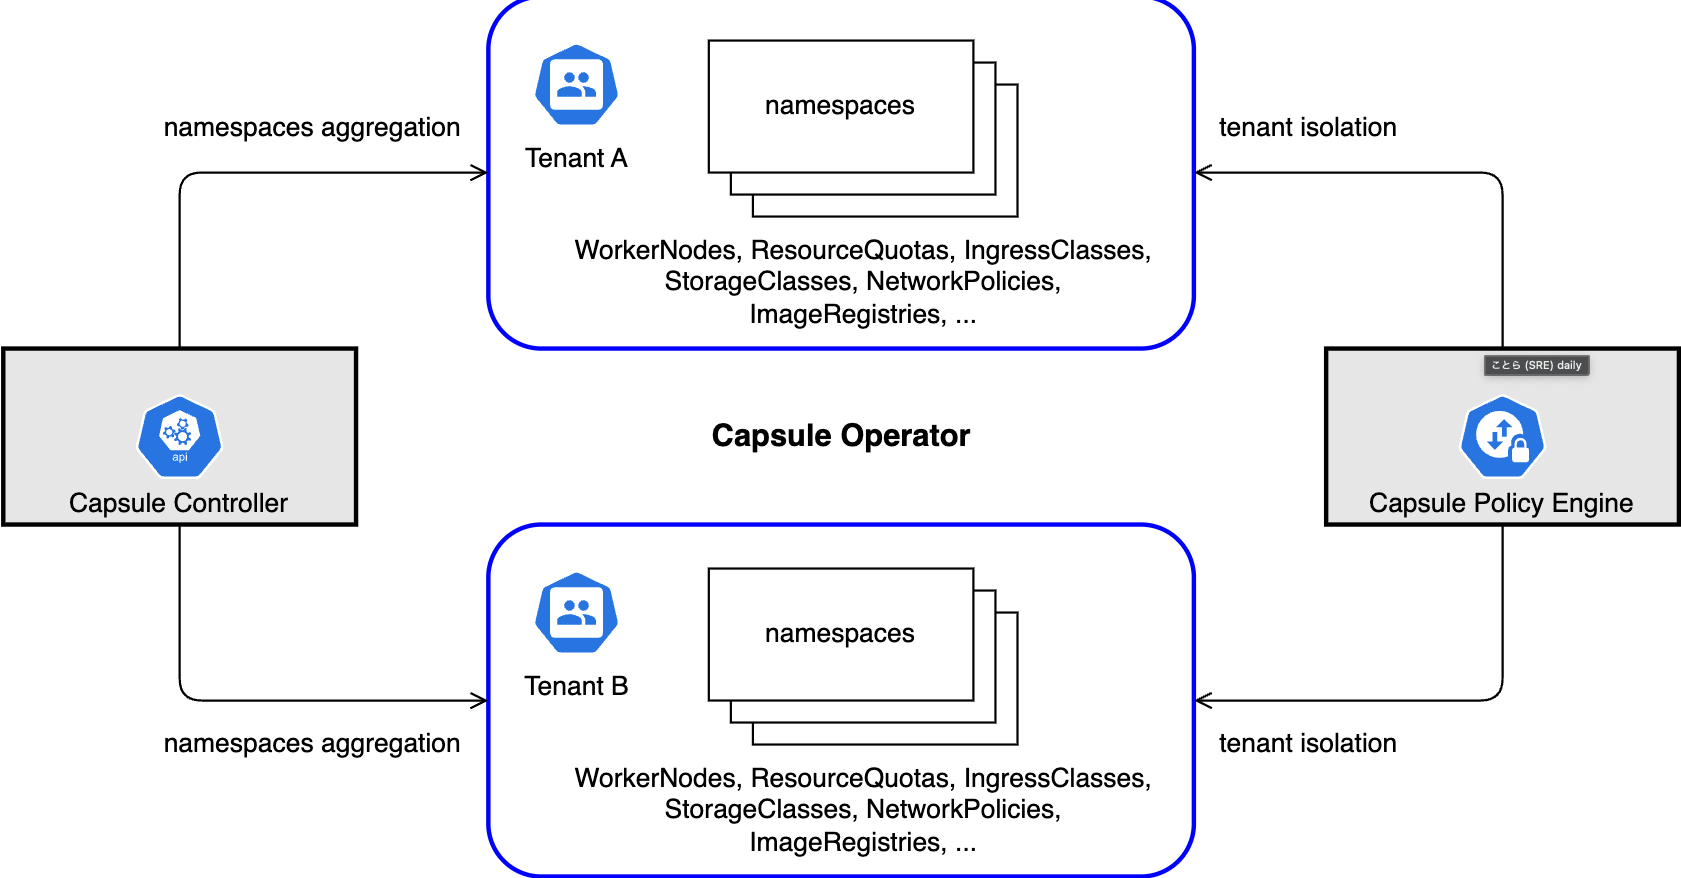 namespaces aggregation
Tenant A
namespaces
tenant isolation
WorkerNodes, ResourceQuotas, IngressClasses,
StorageClasses, NetworkPolicies,
ImageRegistries, ...
api
Capsule Controller
Capsule Operator
ことら (SRE) daily
Capsule Policy Engine
namespaces aggregation
Tenant B
namespaces
tenant isolation
WorkerNodes, ResourceQuotas, IngressClasses,
StorageClasses, NetworkPolicies,
ImageRegistries, ...